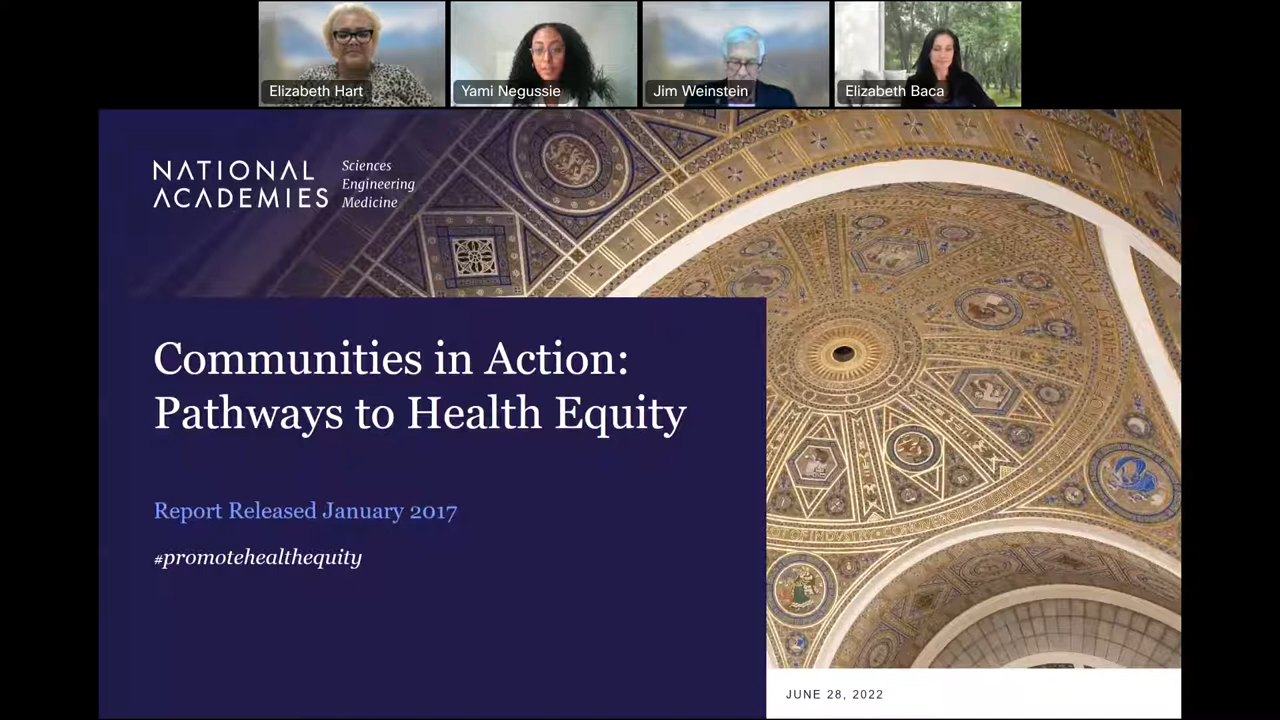 Elizabeth Hart
Yami Negussie
Jim Weinstein
Elizabeth Baca
NATIONAL
ACADEMIES
Sciences
Engineering
Medicine
Communities in Action:
Pathways to Health Equity
Report Released January 2017
#promotehealthequity
JUNE 28, 2022